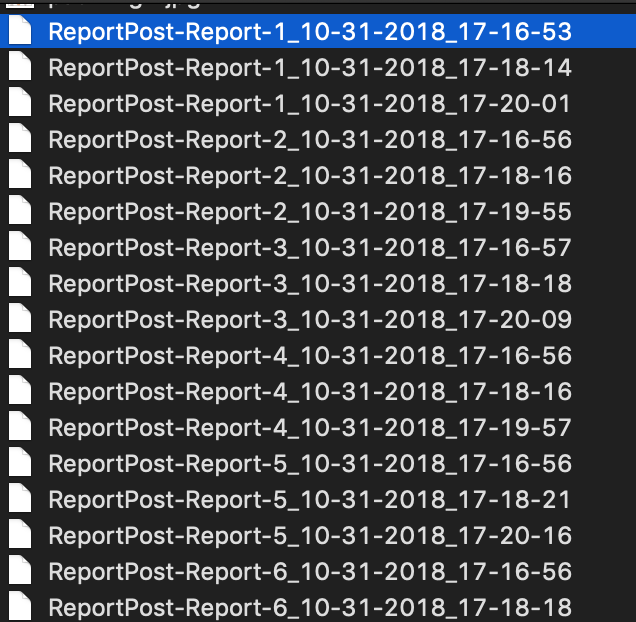 ReportPost-Report-1_10-31-2018_17-16-53
ReportPost-Report-1_10-31-2018_17-18-14
ReportPost-Report-1_10-31-2018_17-20-01
ReportPost-Report-2_10-31-2018_17-16-56
ReportPost-Report-2_10-31-2018_17-18-16
ReportPost-Report-2_10-31-2018_17-19-55
ReportPost-Report-3_10-31-2018_17-16-57
ReportPost-Report-3_10-31-2018_17-18-18
ReportPost-Report-3_10-31-2018_17-20-09
ReportPost-Report-4_10-31-2018_17-16-56
ReportPost-Report-4_10-31-2018_17-18-16
ReportPost-Report-4_10-31-2018_17-19-57
ReportPost-Report-5_10-31-2018_17-16-56
ReportPost-Report-5_10-31-2018_17-18-21
ReportPost-Report-5_10-31-2018_17-20-16
ReportPost-Report-6_10-31-2018_17-16-56
ReportPost-Report-6_10-31-2018_17-18-18